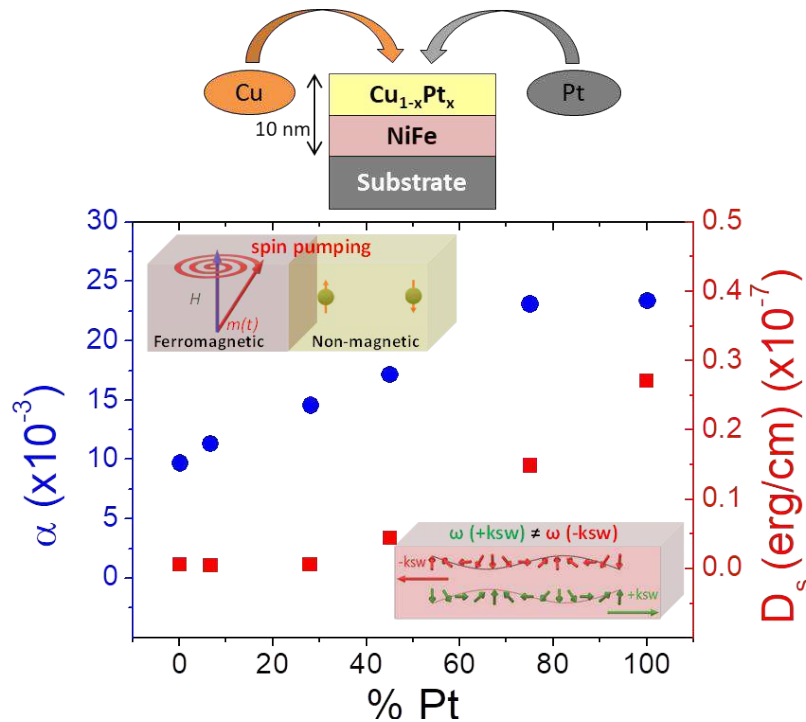 Cu
Pt
Cu1-xPtx
10 nm
NiFe
Substrate
30
25
20
15
10
5
0
α (x10-3)
0.5
0.4
0.3
0.2
0.1
0.0
Ds (erg/cm) (x10-7)
spin pumping
H
m(t)
Ferromagnetic
Non-magnetic
ω (+ksw) ≠ ω (-ksw)
-ksw
+ksw
0 20 40 60 80 100
% Pt